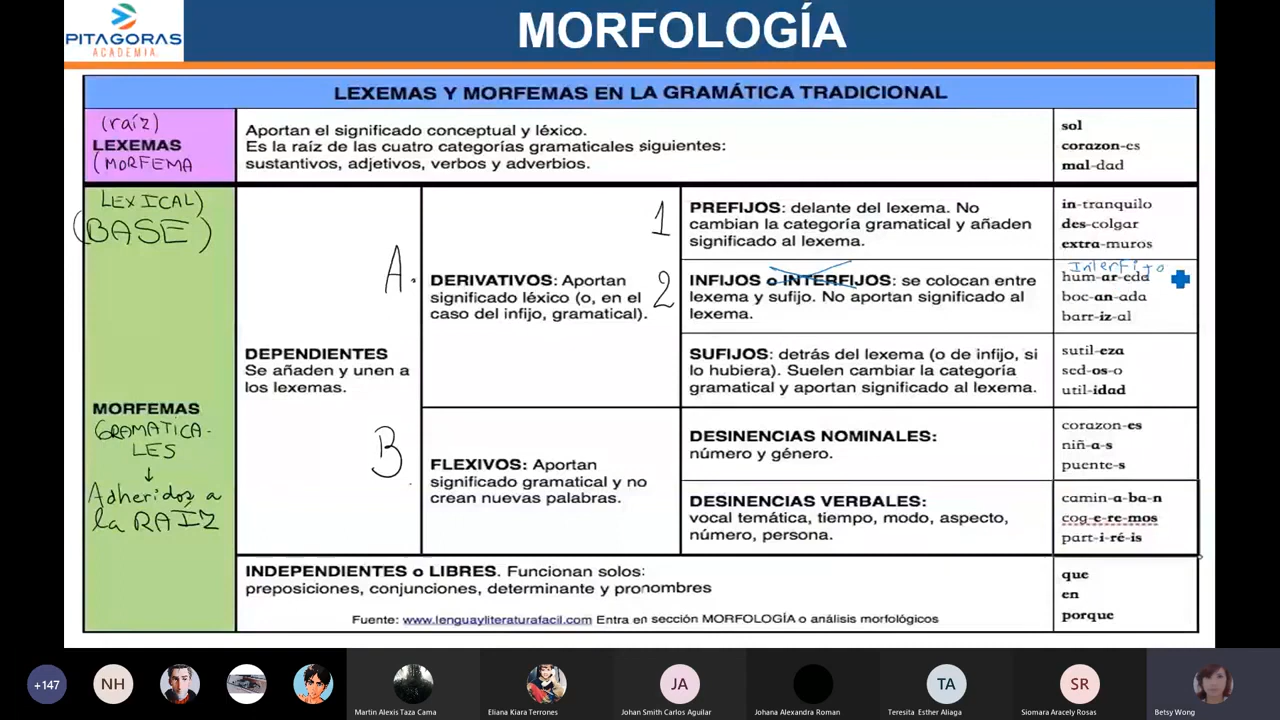 PITAGORAS
ACADEMIA
MORFOLOGÍA
LEXEMAS Y MORFEMAS EN LA GRAMÁTICA TRADICIONAL
(raíz)
LEXEMAS
(MORFEMA
LEXICAL)
(BASE)
Aportan el significado conceptual y léxico.
Es la raíz de las cuatro categorías gramaticales siguientes:
sustantivos, adjetivos, verbos y adverbios.
sol
corazon-es
mal-dad
MORFEMAS
GRAMATICA-
LES
↓
Adheridos a
la RAÍZ
DEPENDIENTES
Se añaden y unen a
los lexemas.
A.
DERIVATIVOS: Aportan
significado léxico (o, en el
caso del infijo, gramatical).
1
PREFIJOS: delante del lexema. No
cambian la categoría gramatical y añaden
significado al lexema.
in-tranquilo
des-colgar
extra-muros
2
INFIJOS o INTERFIJOS: se colocan entre
lexema y sufijo. No aportan significado al
lexema.
Interfijo
hum-ar-eda
boc-an-ada
barr-iz-al
SUFIJOS: detrás del lexema (o de infijo, si
lo hubiera). Suelen cambiar la categoría
gramatical y aportan significado al lexema.
sutil-eza
sed-os-o
util-idad
B
FLEXIVOS: Aportan
significado gramatical y no
crean nuevas palabras.
DESINENCIAS NOMINALES:
número y género.
corazon-es
niñ-a-s
puente-s
DESINENCIAS VERBALES:
vocal temática, tiempo, modo, aspecto,
número, persona.
camin-a-ba-n
cog-e-re-mos
part-i-ré-is
INDEPENDIENTES o LIBRES. Funcionan solos:
preposiciones, conjunciones, determinante y pronombres
que
en
porque
Fuente: www.lenguayliteraturafacil.com Entra en sección MORFOLOGÍA o análisis morfológicos
+147
NH
JA
TA
SR
Martin Alexis Taza Cama
Eliana Kiara Terrones
Johan Smith Carlos Aguilar
Johana Alexandra Roman
Teresita Esther Aliaga
Siomara Aracely Rosas
Betsy Wong